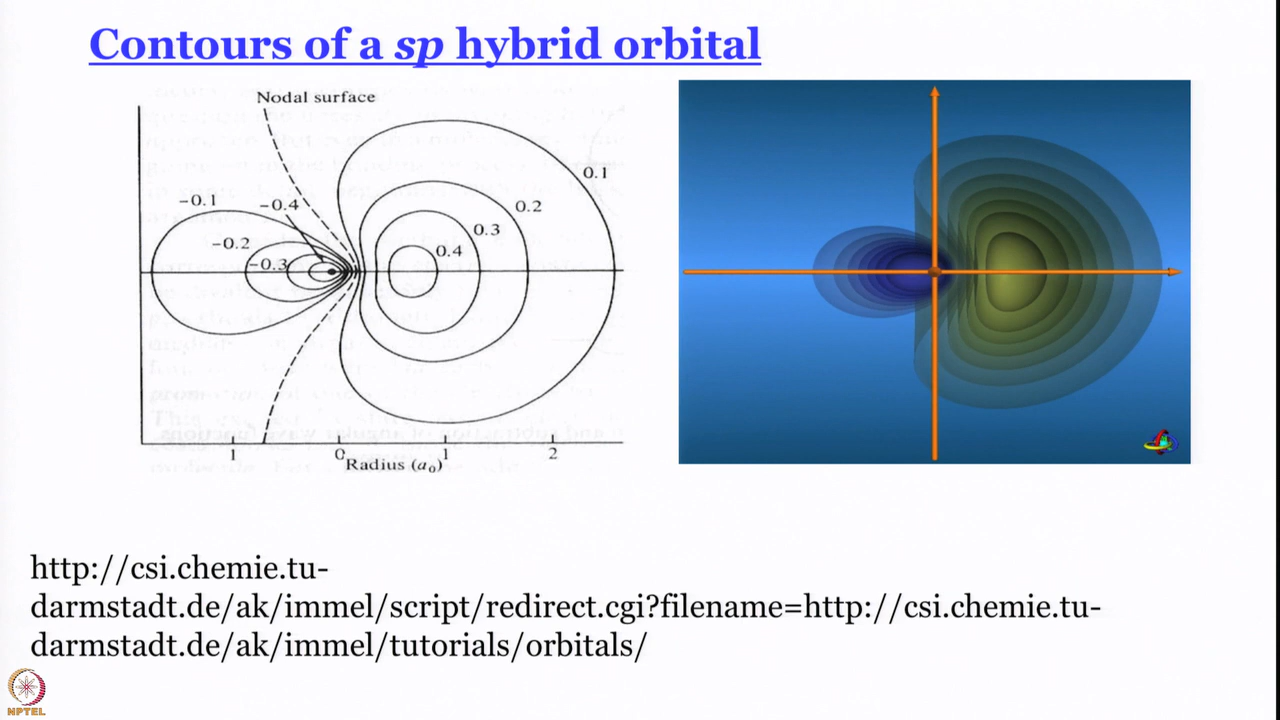 Contours of a sp hybrid orbital
Nodal surface
0.1
-0.1
-0.4
0.2
0.3
-0.2
0.4
-0.3
1 0 1 2
Radius (a₀)
http://csi.chemie.tu-
darmstadt.de/ak/immel/script/redirect.cgi?filename=http://csi.chemie.tu-
darmstadt.de/ak/immel/tutorials/orbitals/
NPTEL